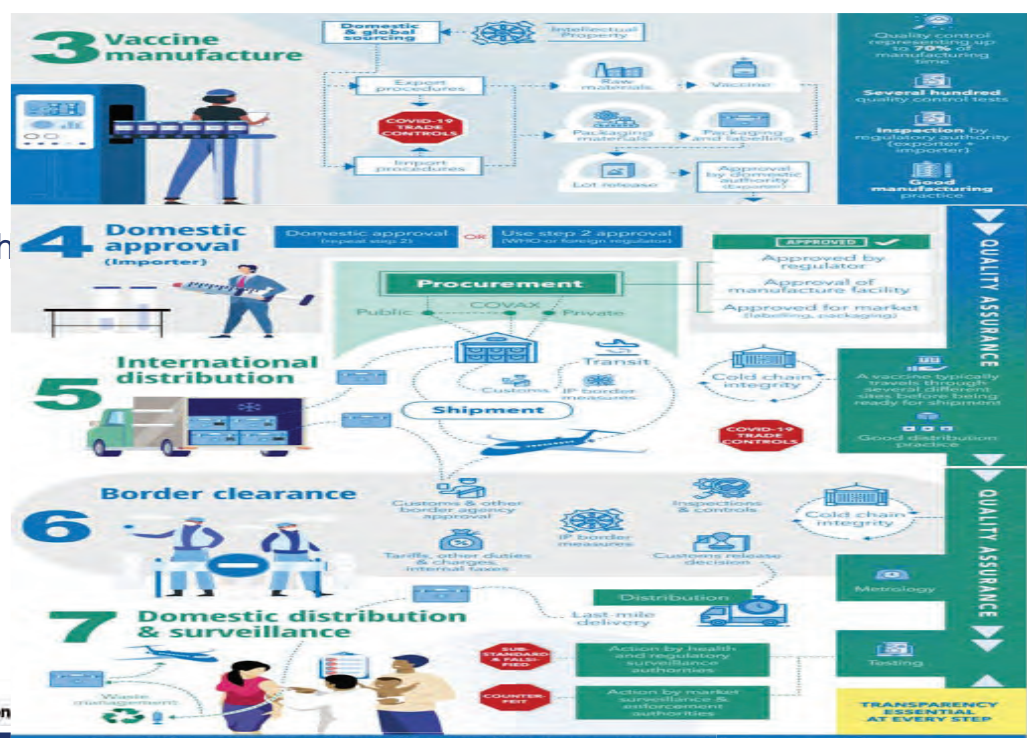 3 Vaccine
manufacture
Domestic
& global
sourcing
Intellectual
Property
Export
procedures
COVID-19
TRADE
CONTROLS
Import
procedures
Raw
materials
Vaccine
Packaging
materials
Packaging
and labelling
Lot release
Approval
by domestic
authority
(Exporter)
Quality control
representing up
to 70% of
manufacturing
time
Several hundred
quality control tests
Inspection by
regulatory authority
(exporter +
importer)
Good
manufacturing
practice
h
4 Domestic
approval
(Importer)
Domestic approval
(repeat step 2)
OR
Use step 2 approval
(WHO or foreign regulator)
Procurement
COVAX
Public
Private
APPROVED
Approved by
regulator
Approval of
manufacture facility
Approved for market
(labelling, packaging)
QUALITY ASSURANCE
5 International
distribution
Transit
Customs
IP border
measures
Shipment
Cold chain
integrity
COVID-19
TRADE
CONTROLS
A vaccine typically
travels through
several different
sites before being
ready for shipment
Good distribution
practice
6 Border clearance
Customs & other
border agency
approval
Inspections
& controls
IP border
measures
Tariffs, other duties
& charges,
internal taxes
Customs release
decision
Cold chain
integrity
QUALITY ASSURANCE
Metrology
7 Domestic distribution
& surveillance
Distribution
Last-mile
delivery
Waste
management
SUB-
STANDARD
& FALSI-
FIED
Action by health
and regulatory
surveillance
authorities
COUNTER-
FEIT
Action by market
surveillance &
enforcement
authorities
Testing
TRANSPARENCY
ESSENTIAL
AT EVERY STEP
on